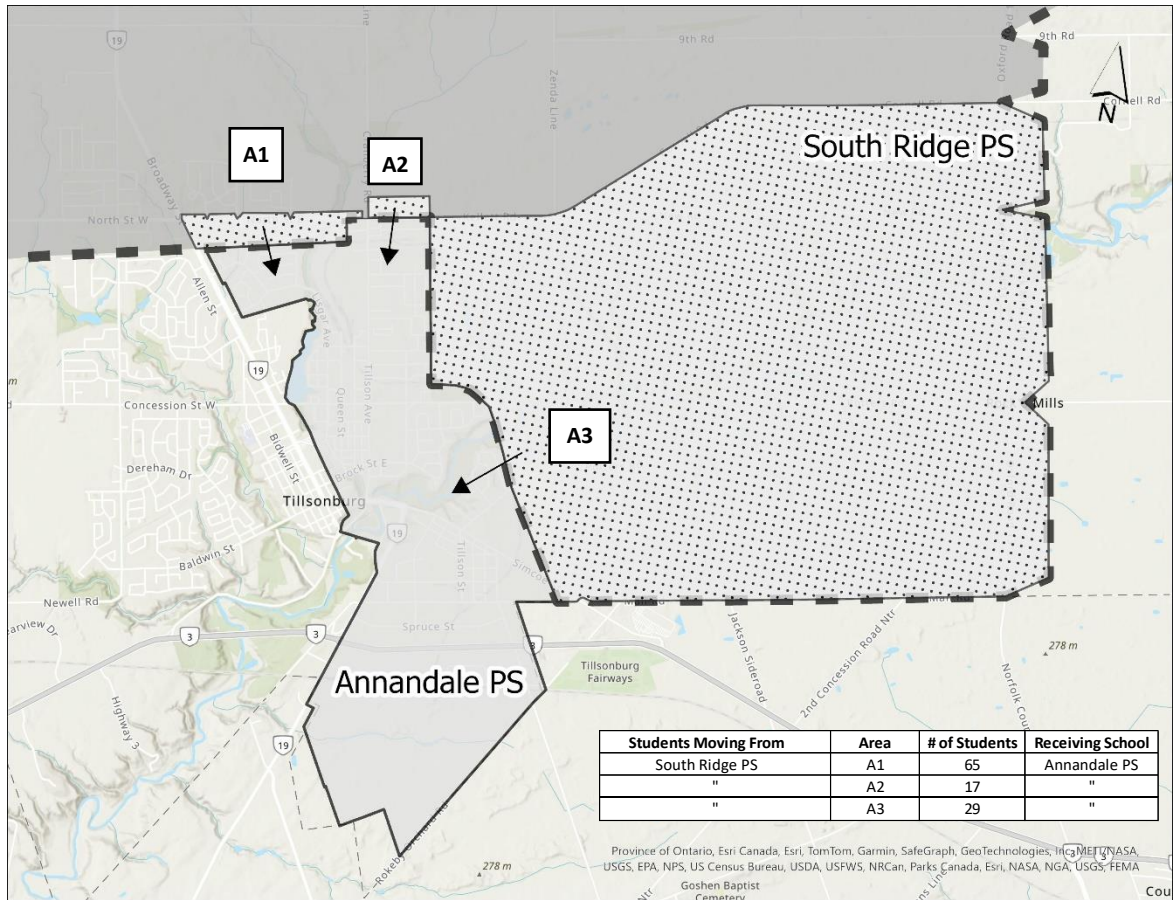 19
9th Rd
9th Rd
Zenda Line
Cornell Rd
South Ridge PS
N
A1
A2
Broadway S
North St W
Allen St
Tillson Ave
Queen St
19
Concession St W
Bidwell St
A3
Mills
Dereham Dr
Brock St E
Tillsonburg
19
Baldwin St
Tillson St
Newell Rd
3
3
Spruce St
Jackson Sideroad
2nd Concession Road Ntr
278 m
Annandale PS
Tillsonburg
Fairways
Highway 3
19
Students Moving From Area # of Students Receiving School
South Ridge PS A1 65 Annandale PS
" A2 17 "
" A3 29 "
278 m
Province of Ontario, Esri Canada, Esri, TomTom, Garmin, SafeGraph, GeoTechnologies, Inc, METI/NASA,
USGS, EPA, NPS, US Census Bureau, USDA, USFWS, NRCan, Parks Canada, Esri, NASA, NGA, USGS, FEMA
3
3
Goshen Baptist
Cemetery